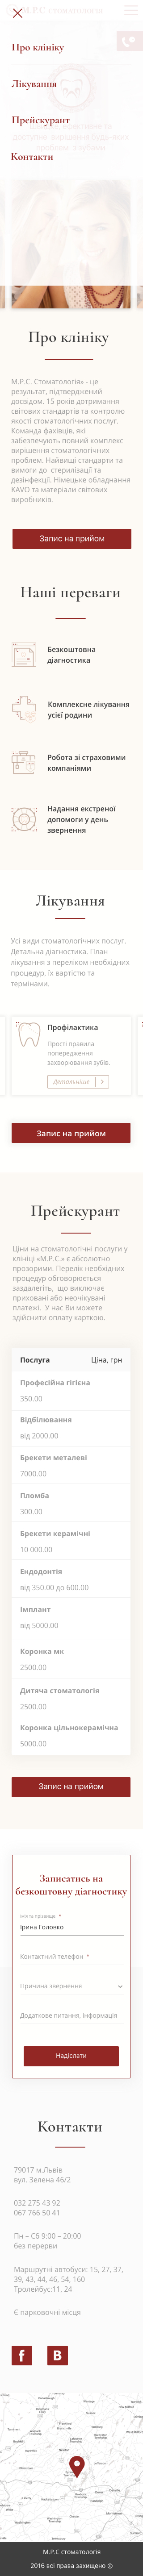 М.Р.С стоматологія
Про клініку
Лікування
Прейскурант
Контакти
Про клініку
М.Р.С. Стоматологія» - це
результат, підтверджений
досвідом. 15 років дотримання
світових стандартів та контролю
якості стоматологічних послуг.
Команда фахівців, які
забезпечують повний комплекс
вирішення стоматологічних
проблем. Найвищі стандарти та
вимоги до стерилізації та
дезінфекції. Німецьке обладнання
KAVO та матеріали світових
виробників.
Запис на прийом
Наші переваги
Безкоштовна
діагностика
Комплексне лікування
усієї родини
Робота зі страховими
компаніями
Надання екстреної
допомоги у день
звернення
Лікування
Усі види стоматологічних послуг.
Детальна діагностика. План
лікування з переліком необхідних
процедур, їх вартістю та
термінами.
Профілактика
Прості правила
попередження
захворювання зубів.
Детальніше
Запис на прийом
Прейскурант
Ціни на стоматологічні послуги у
клініці «М.Р.С.» є абсолютно
прозорими. Перелік необхідних
процедур обговорюється
заздалегіь, що виключає
приховані або неочікувані
платежі. У нас Ви можете
здійснити оплату карткою.
Послуга Ціна, грн
Професійна гігієна
350.00
Відбілювання
від 2000.00
Брекети металеві
7000.00
Пломба
300.00
Брекети керамічні
10 000.00
Ендодонтія
від 350.00 до 600.00
Імплант
від 5000.00
Коронка мк
2500.00
Дитяча стоматологія
2500.00
Коронка цільнокерамічна
5000.00
Запис на прийом
Записатись на
безкоштовну діагностику
Ім'я та прізвище *
Ірина Головко
Контактний телефон *
Причина звернення
Додаткове питання, інформація
Надіслати
Контакти
79017 м.Львів
вул. Зелена 46/2
032 275 43 92
067 766 50 41
Пн – Сб 9:00 – 20:00
без перерви
Маршрутні автобуси: 15, 27, 37,
39, 43, 44, 46, 54, 160
Тролейбус:11, 24
Є парковочні місця
f B
М.Р.С стоматологія
2016 всі права захищено ©